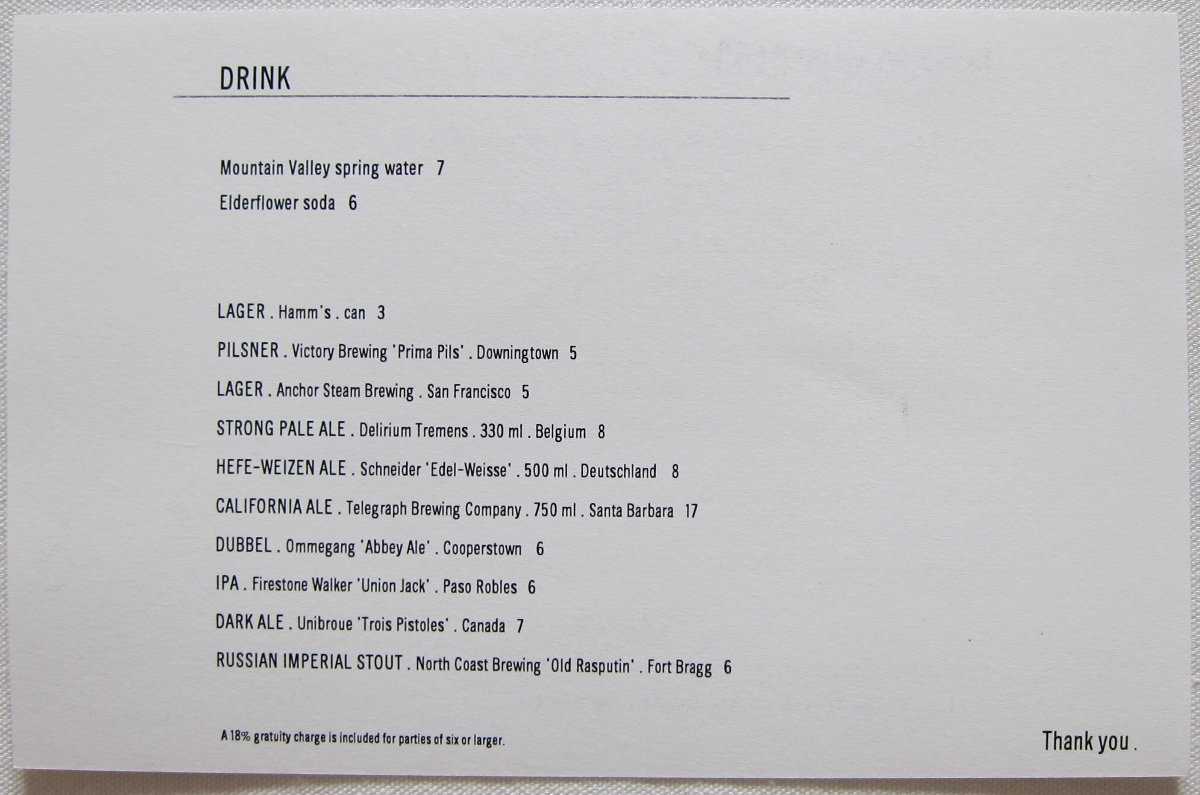 DRINK
Mountain Valley spring water 7
Elderflower soda 6
LAGER . Hamm's . can 3
PILSNER . Victory Brewing 'Prima Pils' . Downingtown 5
LAGER . Anchor Steam Brewing . San Francisco 5
STRONG PALE ALE . Delirium Tremens . 330 ml . Belgium 8
HEFE-WEIZEN ALE . Schneider 'Edel-Weisse' . 500 ml . Deutschland 8
CALIFORNIA ALE . Telegraph Brewing Company . 750 ml . Santa Barbara 17
DUBBEL . Ommegang 'Abbey Ale' . Cooperstown 6
IPA . Firestone Walker 'Union Jack' . Paso Robles 6
DARK ALE . Unibroue 'Trois Pistoles' . Canada 7
RUSSIAN IMPERIAL STOUT . North Coast Brewing 'Old Rasputin' . Fort Bragg 6
A 18% gratuity charge is included for parties of six or larger.
Thank you .